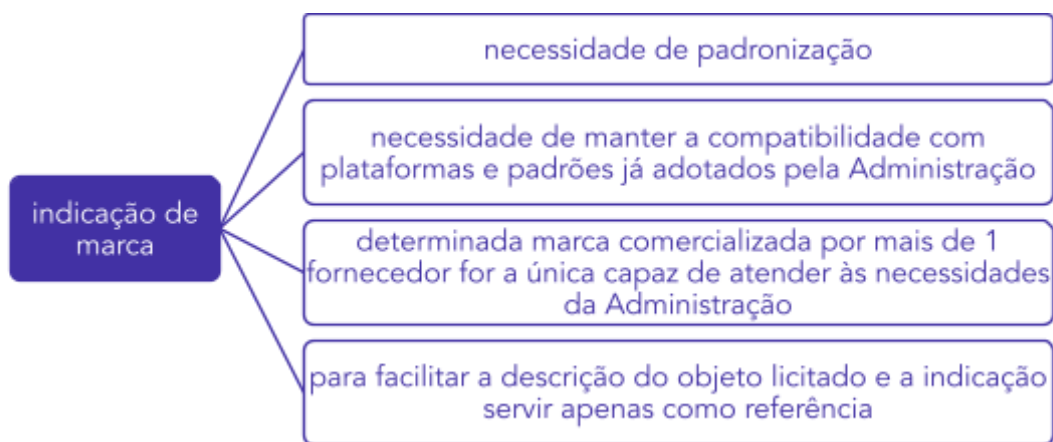 indicação de
marca
necessidade de padronização
necessidade de manter a compatibilidade com
plataformas e padrões já adotados pela Administração
determinada marca comercializada por mais de 1
fornecedor for a única capaz de atender às necessidades
da Administração
para facilitar a descrição do objeto licitado e a indicação
servir apenas como referência